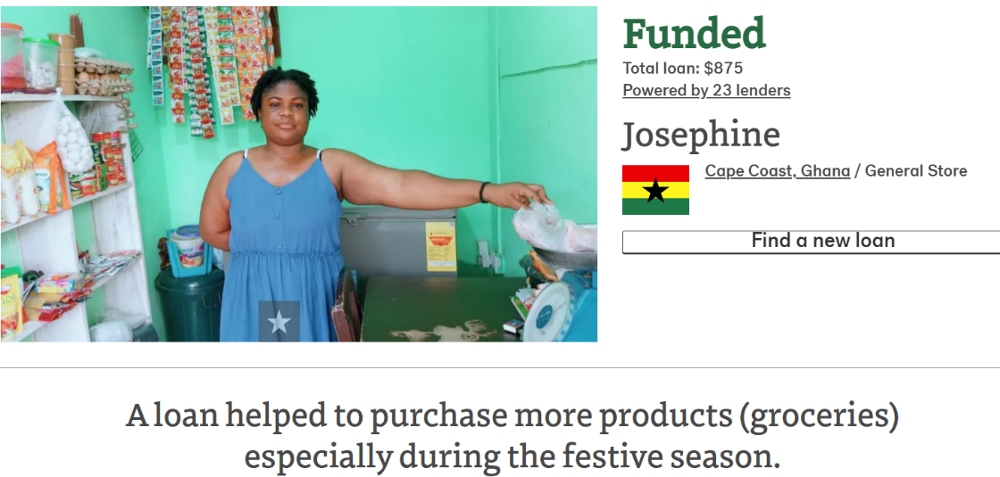 Funded
Total loan: $875
Powered by 23 lenders
Josephine
Cape Coast, Ghana / General Store
Find a new loan
A loan helped to purchase more products (groceries)
especially during the festive season.